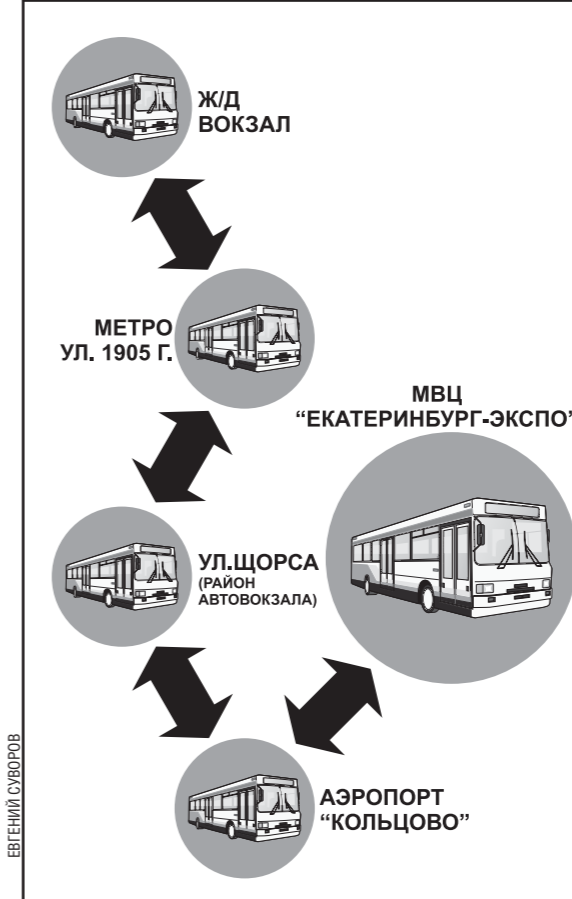 Ж/Д
ВОКЗАЛ
МЕТРО
УЛ. 1905 Г.
МВЦ
“ЕКАТЕРИНБУРГ-ЭКСПО”
УЛ.ЩОРСА
(РАЙОН
АВТОВОКЗАЛА)
АЭРОПОРТ
“КОЛЬЦОВО”
ЕВГЕНИЙ СУВОРОВ